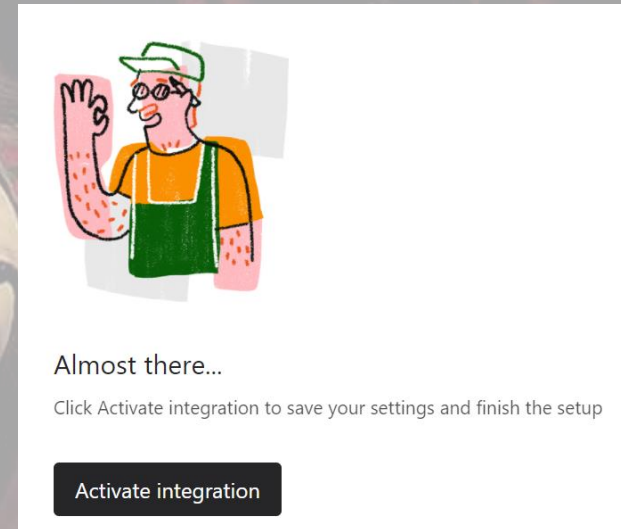 Almost there...
Click Activate integration to save your settings and finish the setup
Activate integration